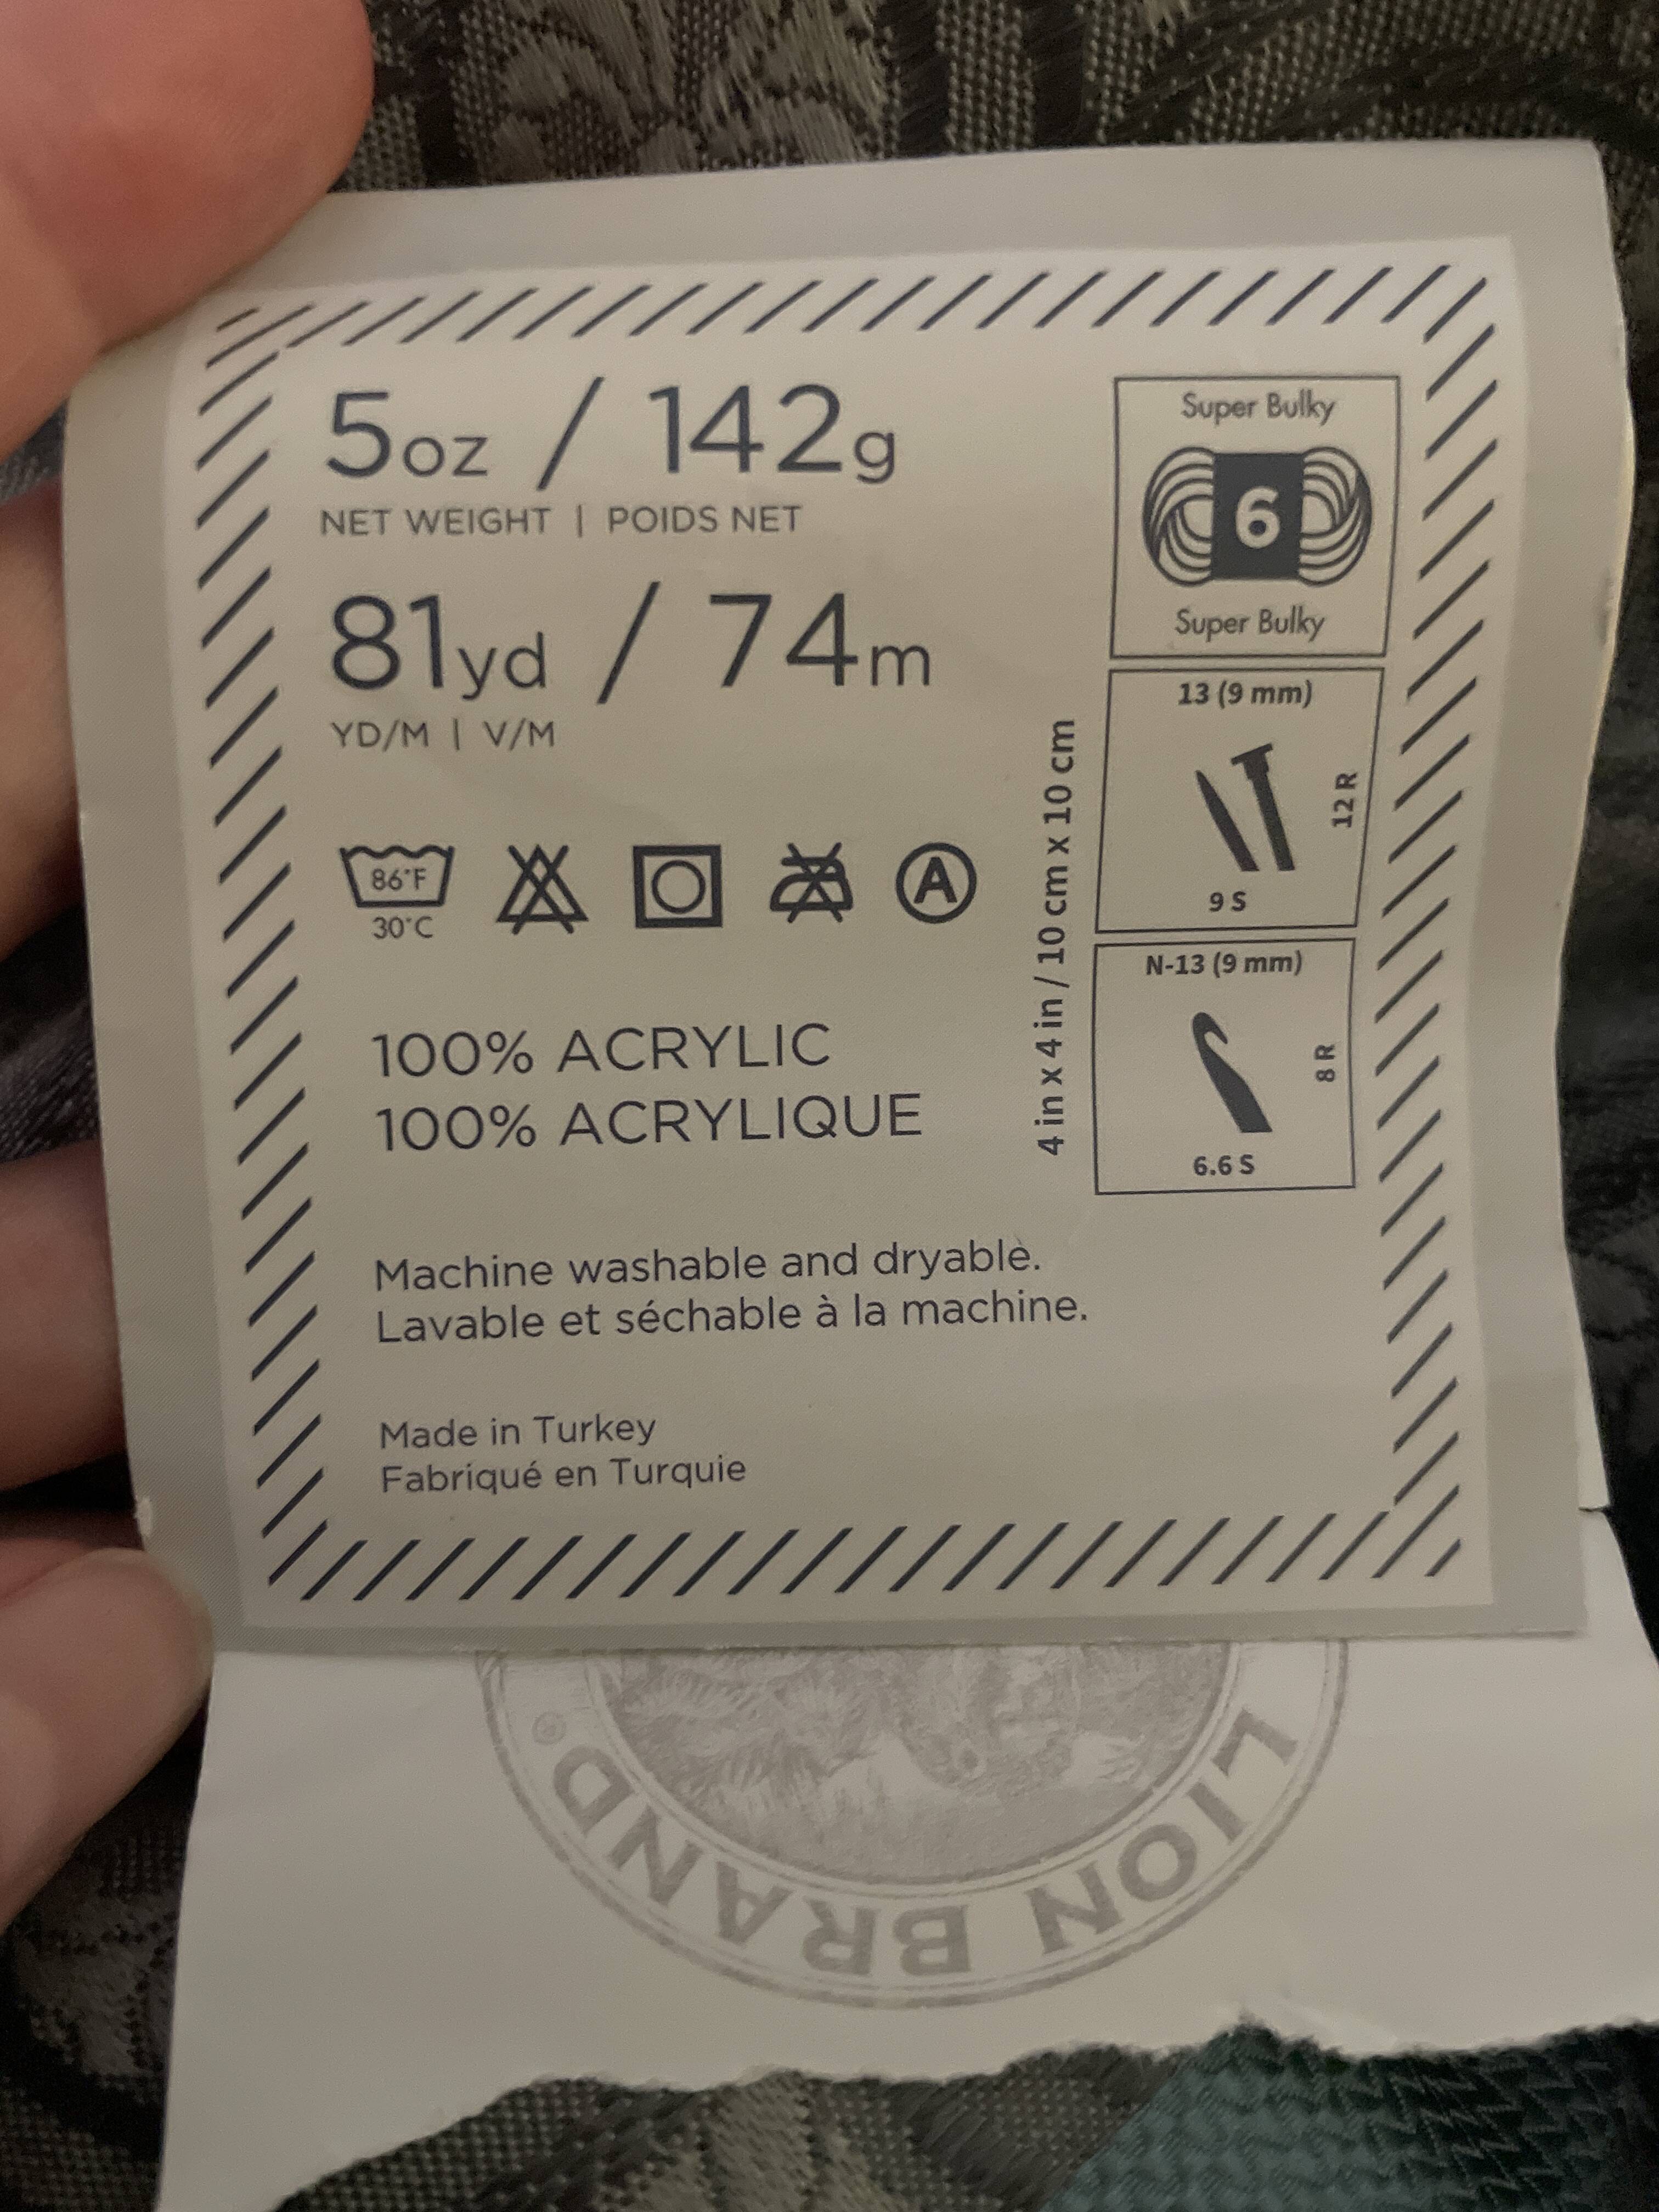 5oz / 142g
NET WEIGHT | POIDS NET
81yd / 74m
YD/M | V/M
86°F
30°C
A
100% ACRYLIC
100% ACRYLIQUE
Machine washable and dryable.
Lavable et séchable à la machine.
Made in Turkey
Fabriqué en Turquie
Super Bulky
6
Super Bulky
4 in x 4 in / 10 cm x 10 cm
13 (9 mm)
12 R
9 S
N-13 (9 mm)
8 R
6.6 S
LION BRAND®